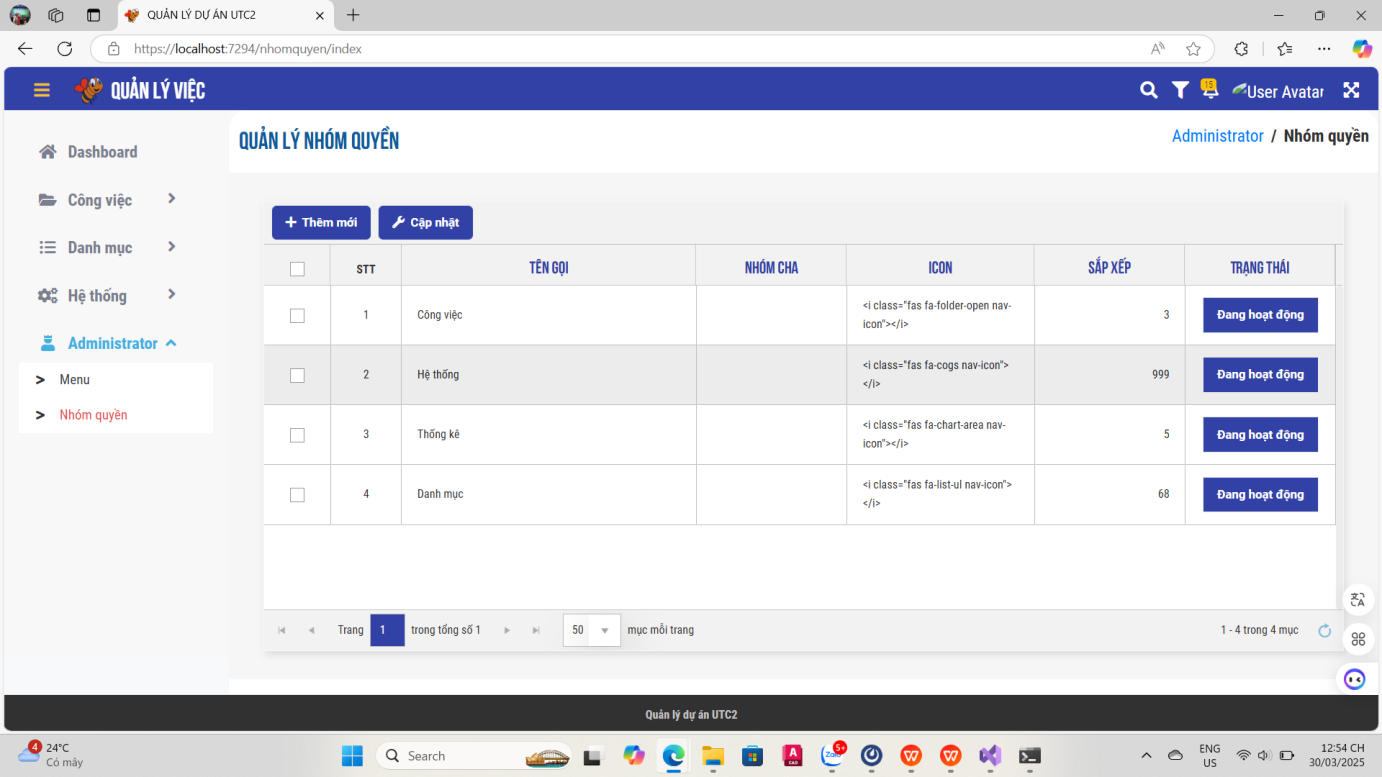 QUẢN LÝ DỰ ÁN UTC2
https://localhost:7294/nhomquyen/index
QUẢN LÝ VIỆC
15
User Avatar
Dashboard
Công việc
Danh mục
Hệ thống
Administrator
> Menu
> Nhóm quyền
QUẢN LÝ NHÓM QUYỀN
Administrator / Nhóm quyền
+ Thêm mới
Cập nhật
STT TÊN GỌI NHÓM CHA ICON SẮP XẾP TRẠNG THÁI
1 Công việc <i class="fas fa-folder-open nav-
icon"></i> 3 Đang hoạt động
2 Hệ thống <i class="fas fa-cogs nav-icon">
</i> 999 Đang hoạt động
3 Thống kê <i class="fas fa-chart-area nav-
icon"></i> 5 Đang hoạt động
4 Danh mục <i class="fas fa-list-ul nav-icon">
</i> 68 Đang hoạt động
Trang 1 trong tổng số 1 50 mục mỗi trang 1 - 4 trong 4 mục
Quản lý dự án UTC2
4
24°C
Có mây
Search
CAD
Zalo
5+
ENG
US
12:54 CH
30/03/2025